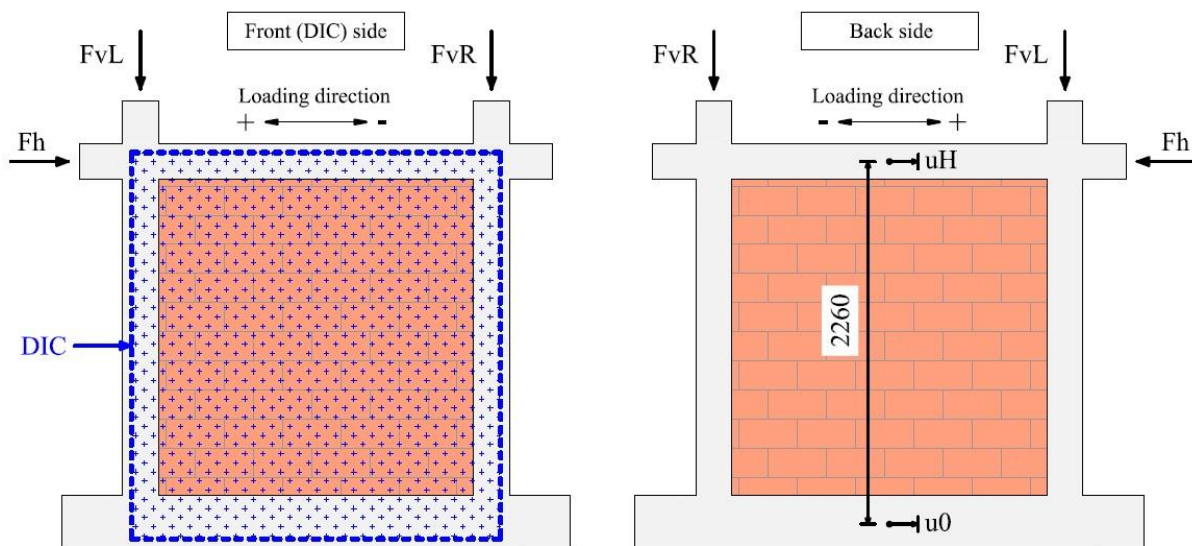 Front (DIC) side
FvL
FvR
Loading direction
+ -
Fh
DIC
Back side
FvR
FvL
Loading direction
- +
Fh
uH
2260
u0